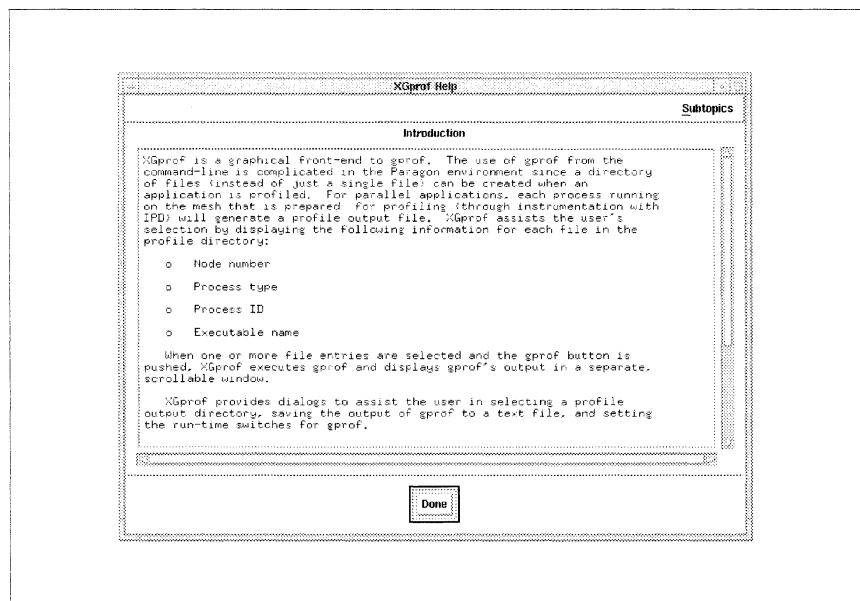 XGprof Help
Subtopics
Introduction
XGprof is a graphical front-end to gprof.  The use of gprof from the
command-line is complicated in the Paragon environment since a directory
of files (instead of just a single file) can be created when an
application is profiled.  For parallel applications, each process running
on the mesh that is prepared  for profiling (through instrumentation with
IPD) will generate a profile output file.  XGprof assists the user's
selection by displaying the following information for each file in the
profile directory:
o   Node number
o   Process type
o   Process ID
o   Executable name
When one or more file entries are selected and the gprof button is
pushed, XGprof executes gprof and displays gprof's output in a separate,
scrollable window.
XGprof provides dialogs to assist the user in selecting a profile
output directory, saving the output of gprof to a text file, and setting
the run-time switches for gprof.
Done